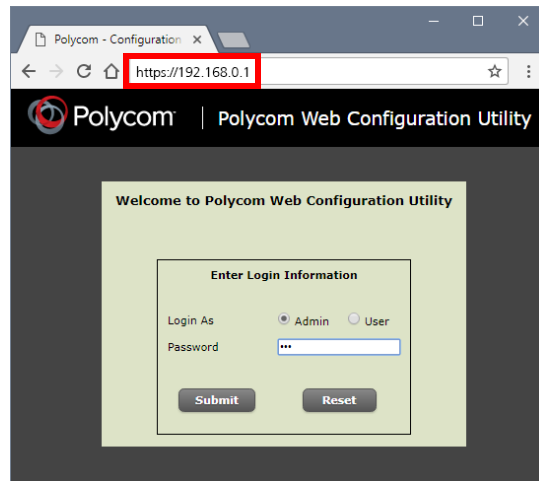 Polycom - Configuration
https://192.168.0.1
Polycom | Polycom Web Configuration Utility
Welcome to Polycom Web Configuration Utility
Enter Login Information
Login As Admin User
Password •••
Submit Reset